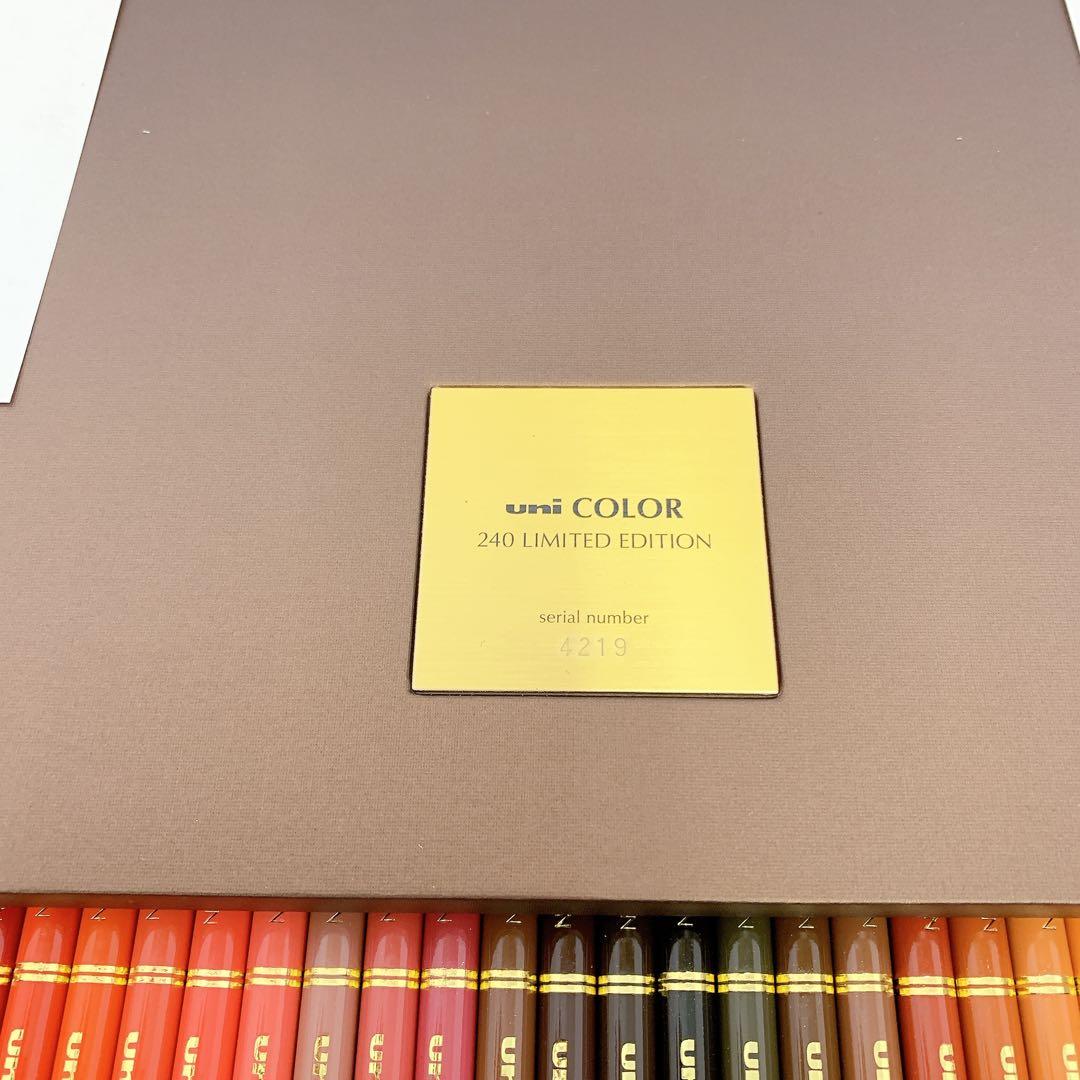 uni COLOR
240 LIMITED EDITION
serial number
4219